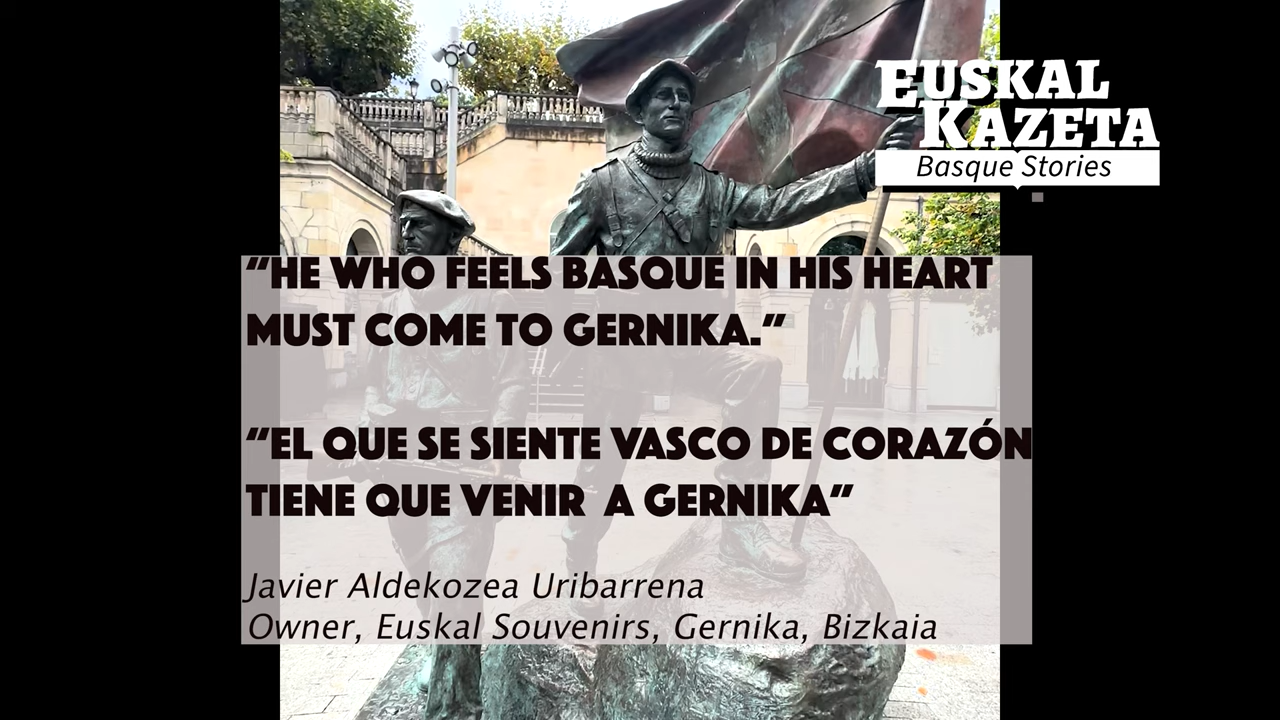 EUSKAL
KAZETA
Basque Stories
“HE WHO FEELS BASQUE IN HIS HEART
MUST COME TO GERNIKA.”
“EL QUE SE SIENTE VASCO DE CORAZÓN
TIENE QUE VENIR A GERNIKA”
Javier Aldekozea Uribarrena
Owner, Euskal Souvenirs, Gernika, Bizkaia